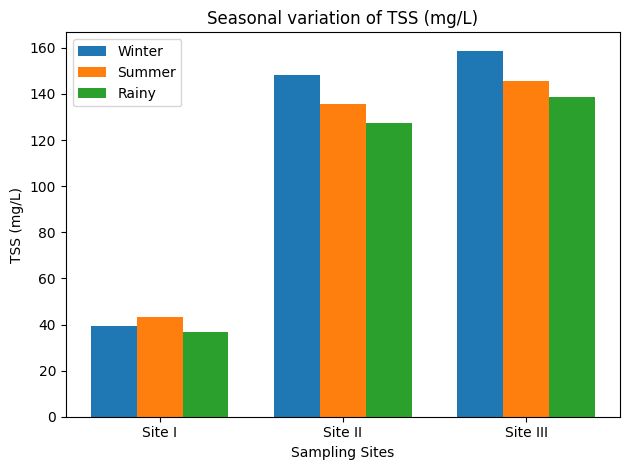 Seasonal variation of TSS (mg/L)
Winter
Summer
Rainy
TSS (mg/L)
160
140
120
100
80
60
40
20
0
Site I
Site II
Site III
Sampling Sites